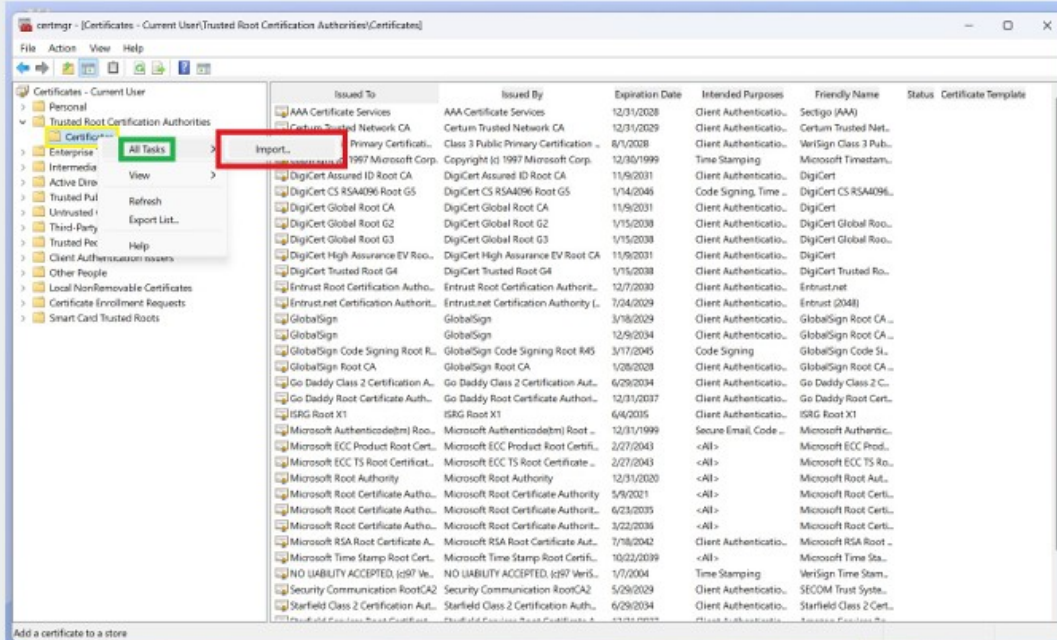 certmgr - [Certificates - Current User\Trusted Root Certification Authorities\Certificates]
File Action View Help
Certificates - Current User
Personal
Trusted Root Certification Authorities
Certificates
Enterprise
Intermedia
Active Direc
Trusted Pub
Untrusted
Third-Party
Trusted Peo
Client Authentication Issuers
Other People
Local NonRemovable Certificates
Certificate Enrollment Requests
Smart Card Trusted Roots
All Tasks
View
Refresh
Export List...
Help
Import...
Issued To Issued By Expiration Date Intended Purposes Friendly Name Status Certificate Template
AAA Certificate Services AAA Certificate Services 12/31/2028 Client Authenticatio... Sectigo (AAA)
Certum Trusted Network CA Certum Trusted Network CA 12/31/2029 Client Authenticatio... Certum Trusted Net...
Primary Certificati... Class 3 Public Primary Certification ... 8/1/2028 Client Authenticatio... VeriSign Class 3 Pub...
1997 Microsoft Corp. Copyright (c) 1997 Microsoft Corp. 12/30/1999 Time Stamping Microsoft Timestam...
DigiCert Assured ID Root CA DigiCert Assured ID Root CA 11/9/2031 Client Authenticatio... DigiCert
DigiCert CS RSA4096 Root G5 DigiCert CS RSA4096 Root G5 1/14/2046 Code Signing, Time ... DigiCert CS RSA4096...
DigiCert Global Root CA DigiCert Global Root CA 11/9/2031 Client Authenticatio... DigiCert
DigiCert Global Root G2 DigiCert Global Root G2 1/15/2038 Client Authenticatio... DigiCert Global Roo...
DigiCert Global Root G3 DigiCert Global Root G3 1/15/2038 Client Authenticatio... DigiCert Global Roo...
DigiCert High Assurance EV Roo... DigiCert High Assurance EV Root CA 11/9/2031 Client Authenticatio... DigiCert
DigiCert Trusted Root G4 DigiCert Trusted Root G4 1/15/2038 Client Authenticatio... DigiCert Trusted Ro...
Entrust Root Certification Autho... Entrust Root Certification Authorit... 12/7/2030 Client Authenticatio... Entrust.net
Entrust.net Certification Authorit... Entrust.net Certification Authority (... 7/24/2029 Client Authenticatio... Entrust (2048)
GlobalSign GlobalSign 3/18/2029 Client Authenticatio... GlobalSign Root CA ...
GlobalSign GlobalSign 12/9/2034 Client Authenticatio... GlobalSign Root CA ...
GlobalSign Code Signing Root R... GlobalSign Code Signing Root R45 3/17/2045 Code Signing GlobalSign Code Si...
GlobalSign Root CA GlobalSign Root CA 1/28/2028 Client Authenticatio... GlobalSign Root CA ...
Go Daddy Class 2 Certification A... Go Daddy Class 2 Certification Aut... 6/29/2034 Client Authenticatio... Go Daddy Class 2 C...
Go Daddy Root Certificate Auth... Go Daddy Root Certificate Authori... 12/31/2037 Client Authenticatio... Go Daddy Root Cert...
ISRG Root X1 ISRG Root X1 6/4/2035 Client Authenticatio... ISRG Root X1
Microsoft Authenticode(tm) Roo... Microsoft Authenticode(tm) Root ... 12/31/1999 Secure Email, Code ... Microsoft Authentic...
Microsoft ECC Product Root Cert... Microsoft ECC Product Root Certifi... 2/27/2043 <All> Microsoft ECC Prod...
Microsoft ECC TS Root Certificat... Microsoft ECC TS Root Certificate ... 2/27/2043 <All> Microsoft ECC TS Ro...
Microsoft Root Authority Microsoft Root Authority 12/31/2020 <All> Microsoft Root Aut...
Microsoft Root Certificate Autho... Microsoft Root Certificate Authority 5/9/2021 <All> Microsoft Root Certi...
Microsoft Root Certificate Autho... Microsoft Root Certificate Authorit... 6/23/2035 <All> Microsoft Root Certi...
Microsoft Root Certificate Autho... Microsoft Root Certificate Authorit... 3/22/2036 <All> Microsoft Root Certi...
Microsoft RSA Root Certificate A... Microsoft RSA Root Certificate Aut... 7/18/2042 Client Authenticatio... Microsoft RSA Root ...
Microsoft Time Stamp Root Cert... Microsoft Time Stamp Root Certifi... 10/22/2039 <All> Microsoft Time Sta...
NO LIABILITY ACCEPTED, (c)97 Ve... NO LIABILITY ACCEPTED, (c)97 VeriS... 1/7/2004 Time Stamping VeriSign Time Stam...
Security Communication RootCA2 Security Communication RootCA2 5/29/2029 Client Authenticatio... SECOM Trust Syste...
Starfield Class 2 Certification Aut... Starfield Class 2 Certification Auth... 6/29/2034 Client Authenticatio... Starfield Class 2 Cert...
Add a certificate to a store